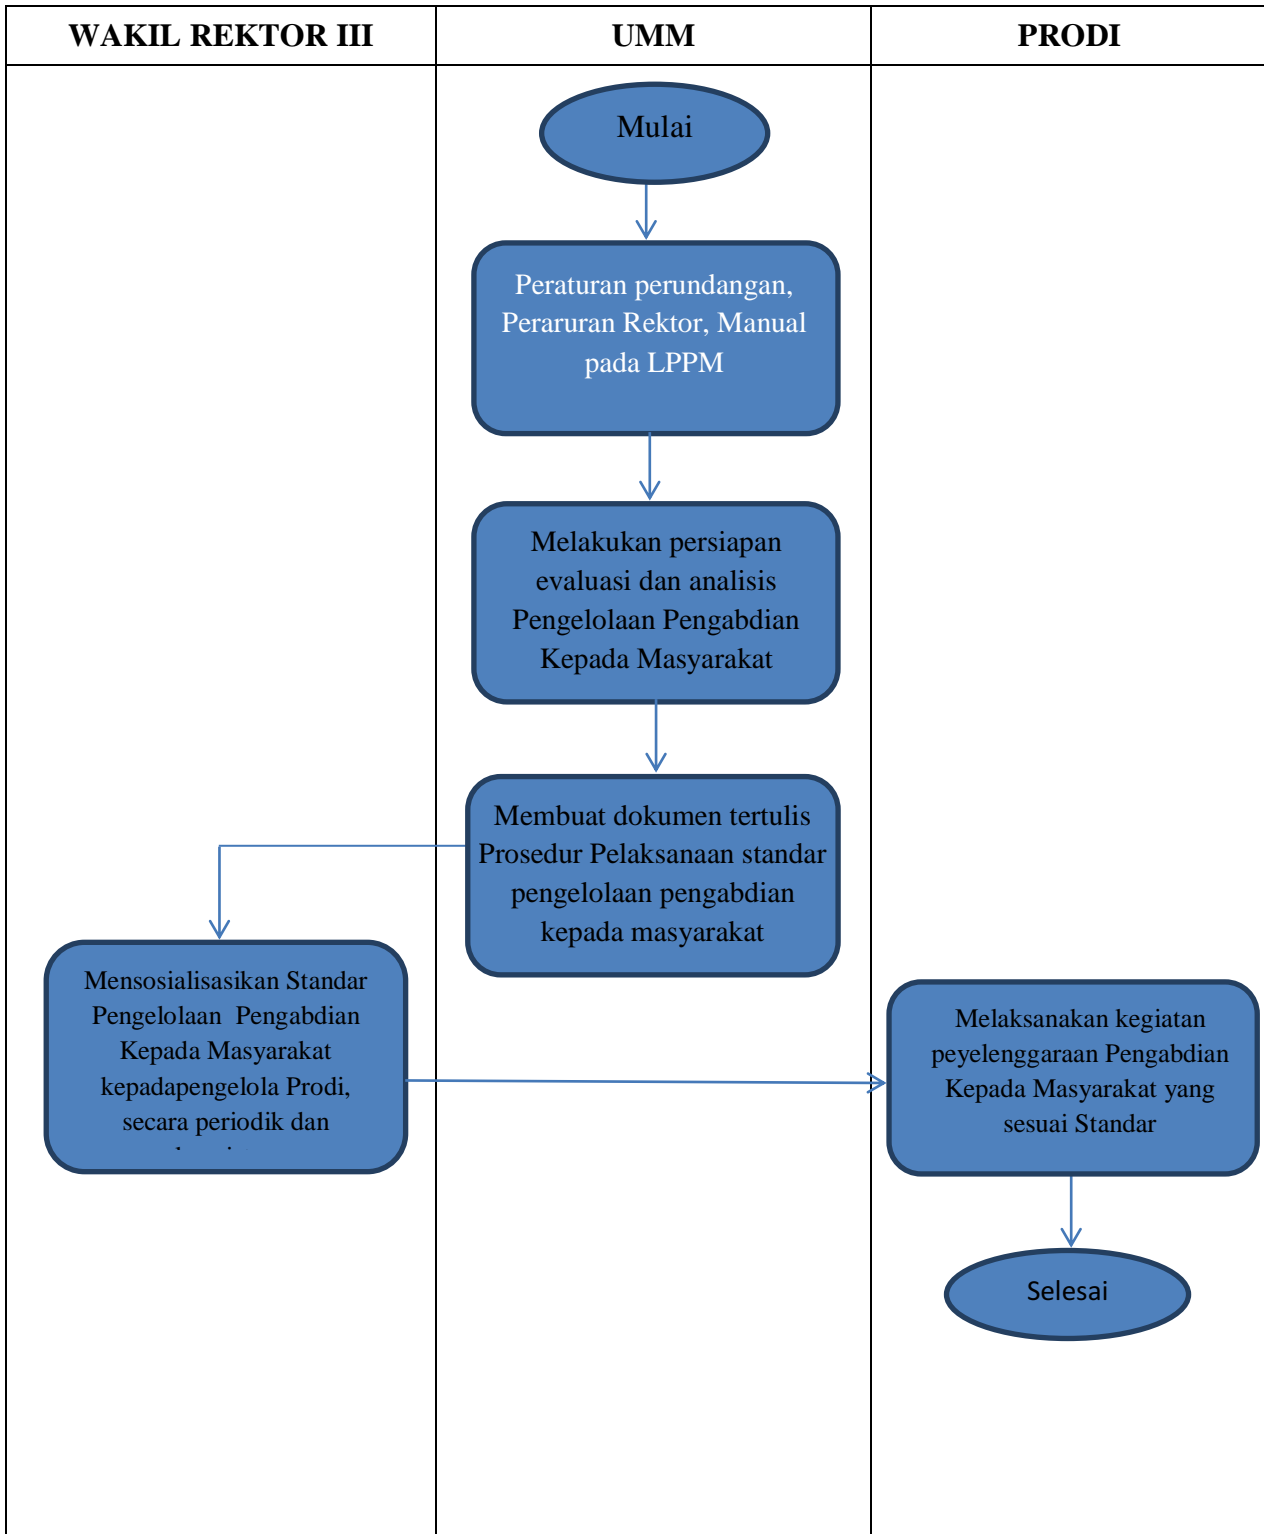 WAKIL REKTOR III
UMM
PRODI
Mulai
Peraturan perundangan,
Peraruran Rektor, Manual
pada LPPM
Melakukan persiapan
evaluasi dan analisis
Pengelolaan Pengabdian
Kepada Masyarakat
Membuat dokumen tertulis
Prosedur Pelaksanaan standar
pengelolaan pengabdian
kepada masyarakat
Mensosialisasikan Standar
Pengelolaan Pengabdian
Kepada Masyarakat
kepadapengelola Prodi,
secara periodik dan
Melaksanakan kegiatan
peyelenggaraan Pengabdian
Kepada Masyarakat yang
sesuai Standar
Selesai